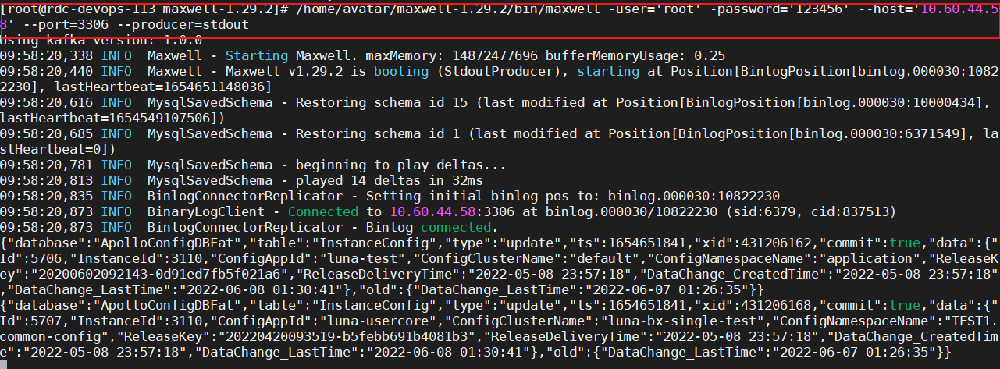 [root@rdc-devops-113 maxwell-1.29.2]# /home/avatar/maxwell-1.29.2/bin/maxwell -user='root' -password='123456' --host='10.60.44.5
8' --port=3306 --producer=stdout
Using kafka version: 1.0.0
09:58:20,338 INFO  Maxwell - Starting Maxwell. maxMemory: 14872477696 bufferMemoryUsage: 0.25
09:58:20,440 INFO  Maxwell - Maxwell v1.29.2 is booting (StdoutProducer), starting at Position[BinlogPosition[binlog.000030:1082
2230], lastHeartbeat=1654651148036]
09:58:20,616 INFO  MysqlSavedSchema - Restoring schema id 15 (last modified at Position[BinlogPosition[binlog.000030:10000434],
lastHeartbeat=1654549107506])
09:58:20,685 INFO  MysqlSavedSchema - Restoring schema id 1 (last modified at Position[BinlogPosition[binlog.000030:6371549], la
stHeartbeat=0])
09:58:20,781 INFO  MysqlSavedSchema - beginning to play deltas...
09:58:20,813 INFO  MysqlSavedSchema - played 14 deltas in 32ms
09:58:20,835 INFO  BinlogConnectorReplicator - Setting initial binlog pos to: binlog.000030:10822230
09:58:20,873 INFO  BinaryLogClient - Connected to 10.60.44.58:3306 at binlog.000030/10822230 (sid:6379, cid:837513)
09:58:20,873 INFO  BinlogConnectorReplicator - Binlog connected.
{"database":"ApolloConfigDBFat","table":"InstanceConfig","type":"update","ts":1654651841,"xid":431206162,"commit":true,"data":{"
Id":5706,"InstanceId":3110,"ConfigAppId":"luna-test","ConfigClusterName":"default","ConfigNamespaceName":"application","ReleaseK
ey":"20200602092143-0d91ed7fb5f021a6","ReleaseDeliveryTime":"2022-05-08 23:57:18","DataChange_CreatedTime":"2022-05-08 23:57:18"
,"DataChange_LastTime":"2022-06-08 01:30:41"},"old":{"DataChange_LastTime":"2022-06-07 01:26:35"}}
{"database":"ApolloConfigDBFat","table":"InstanceConfig","type":"update","ts":1654651841,"xid":431206168,"commit":true,"data":{"
Id":5707,"InstanceId":3110,"ConfigAppId":"luna-usercore","ConfigClusterName":"luna-bx-single-test","ConfigNamespaceName":"TEST1.
common-config","ReleaseKey":"20220420093519-b5febb691b4081b3","ReleaseDeliveryTime":"2022-05-08 23:57:18","DataChange_CreatedTim
e":"2022-05-08 23:57:18","DataChange_LastTime":"2022-06-08 01:30:41"},"old":{"DataChange_LastTime":"2022-06-07 01:26:35"}}